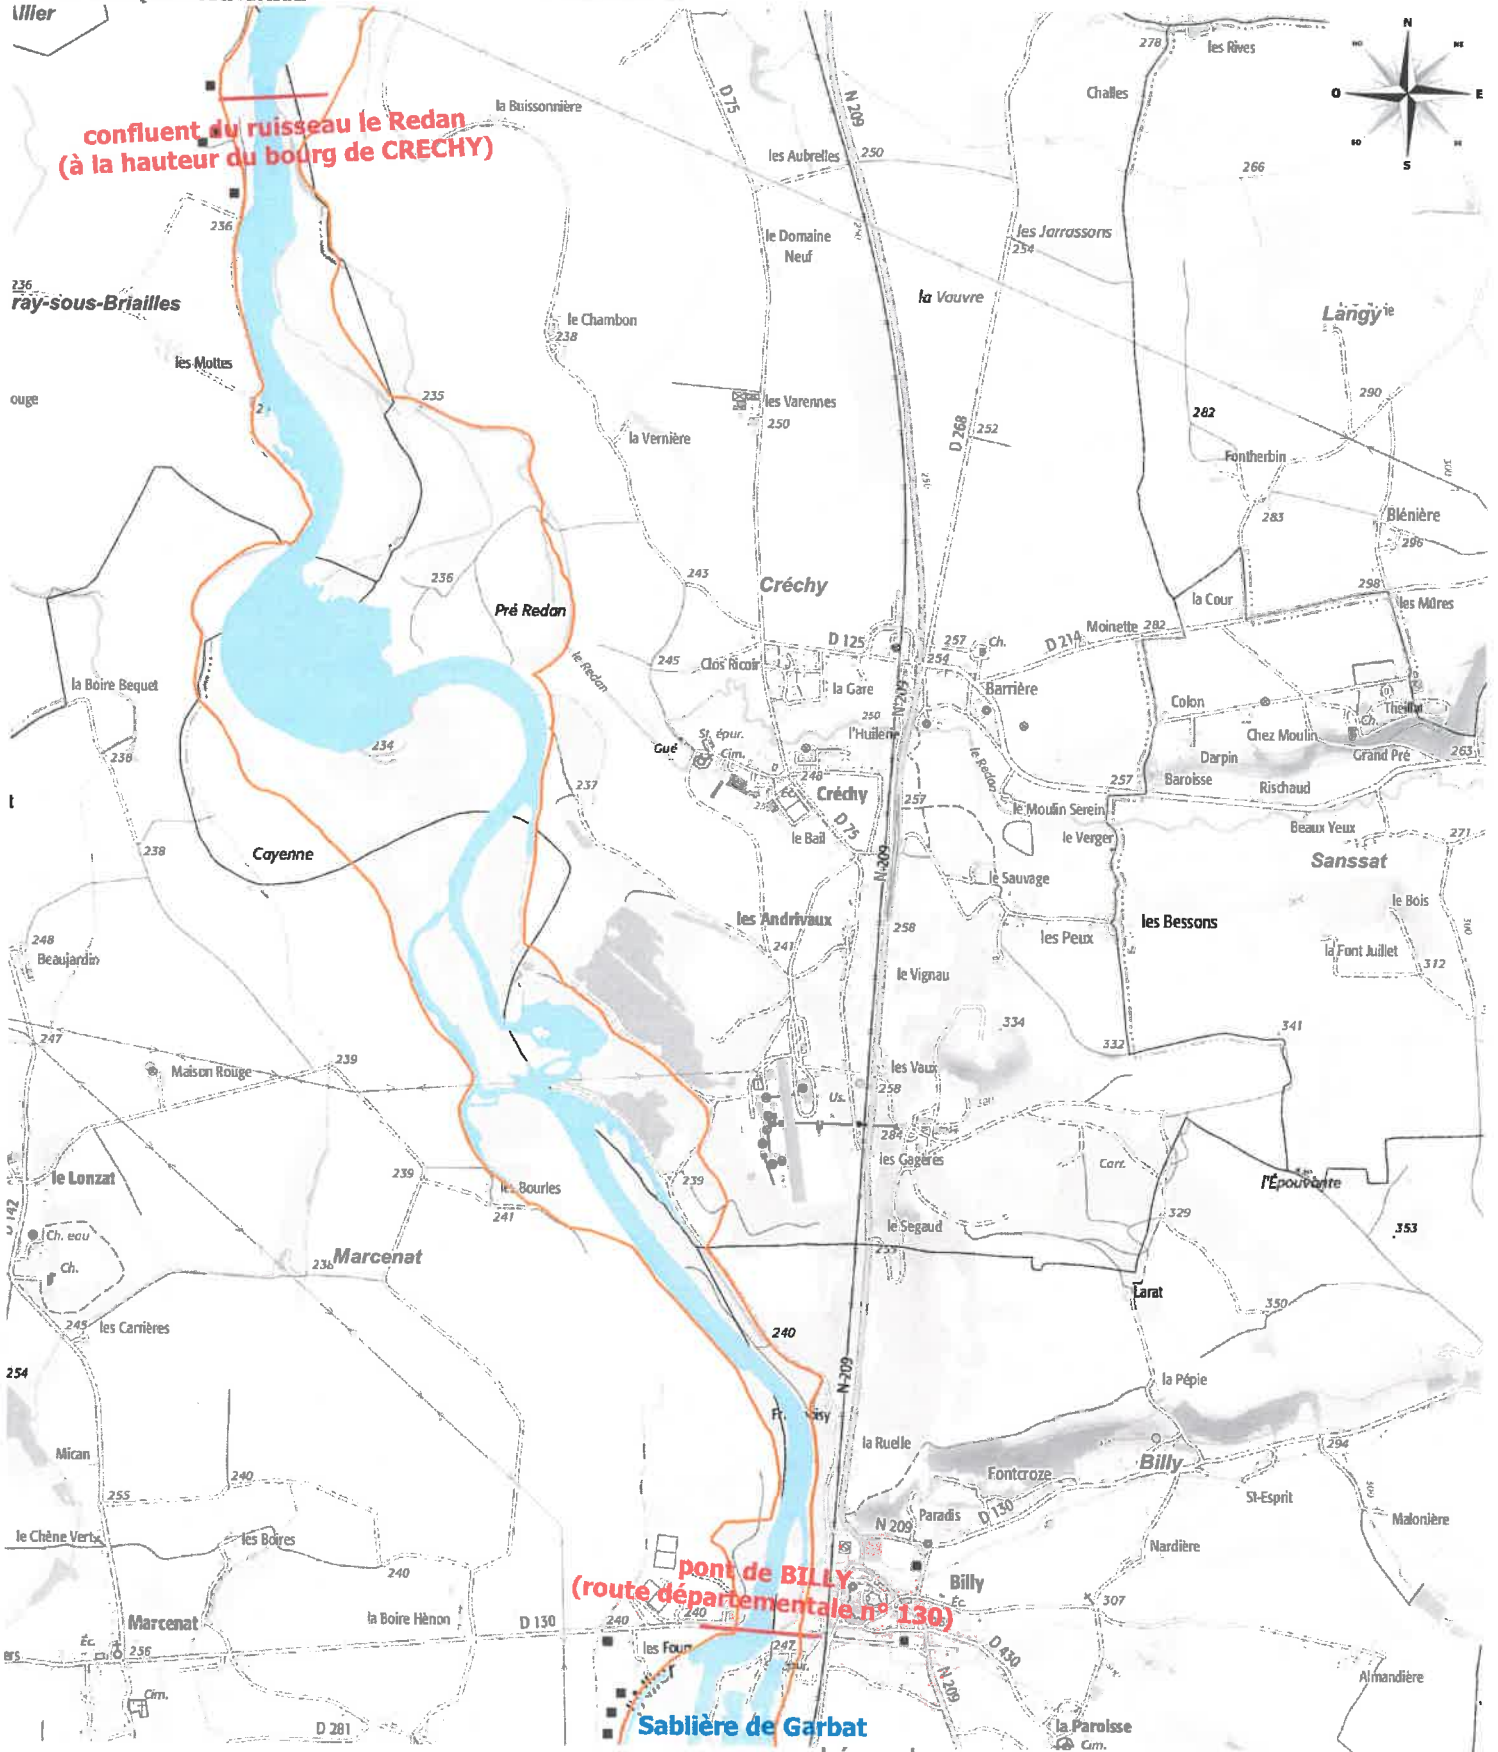 Allier
N
O
E
S
confluent du ruisseau le Redan
(à la hauteur du bourg de CRECHY)
la Buissonnière
D 75
N 209
278
les Rives
Challes
les Aubrelles
250
266
236
le Domaine
Neuf
les Jarrassons
254
236
ray-sous-Briailles
la Vauvre
Langy
le Chambon
238
les Mottes
ouge
235
les Varennes
250
290
282
la Vernière
D 268
252
Fontherbin
283
Blénière
296
236
243
Créchy
298
la Cour
les Mûres
Pré Redan
le Redan
D 125
257
Ch.
D 214
Moinette
282
245
Clos Ricoir
254
la Gare
Barrière
la Boire Bequet
N 209
250
l'Huilerie
Colon
Theillat
Ch.
Chez Moulin
234
Gué
St. épur.
Cim.
Darpin
Grand Pré
263
238
237
248
Éc.
Créchy
257
le Redan
257
Baroisse
Rischaud
le Moulin Serein
le Bail
D 75
le Verger
Beaux Yeux
271
238
Cayenne
N 209
Sanssat
le Sauvage
le Bois
les Andrivaux
241
258
les Peux
les Bessons
248
Beaujardin
la Font Juillet
312
le Vignau
334
341
332
247
239
Maison Rouge
les Vaux
258
Us.
284
les Gagères
Carr.
le Lonzat
239
239
les Bourles
241
l'Épouvante
D 142
Ch. eau
329
353
le Ségaud
Marcenat
Ch.
Larat
350
245
les Carrières
240
254
N 209
la Pépie
la Ruelle
Mican
294
Billy
240
Fontcroze
255
St-Esprit
Paradis
D 130
N 209
Malonière
le Chêne Vert
les Boires
Nardière
240
pont de BILLY
(route départementale n° 130)
Billy
Éc.
307
Marcenat
la Boire Hènon
D 130
240
240
Éc.
256
ers
les Four
247
D 430
N 209
Almandière
Cim.
D 281
Sablière de Garbat
la Paroisse
Cim.